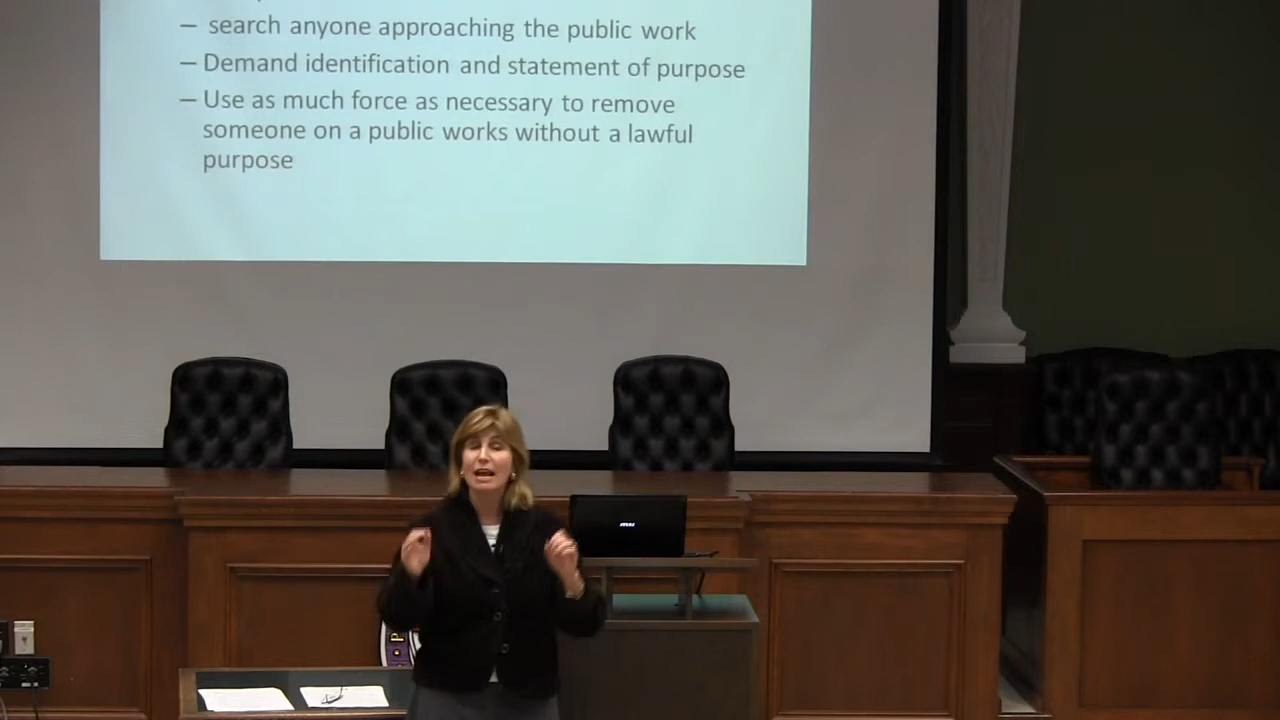 – search anyone approaching the public work
– Demand identification and statement of purpose
– Use as much force as necessary to remove
someone on a public works without a lawful
purpose
msi